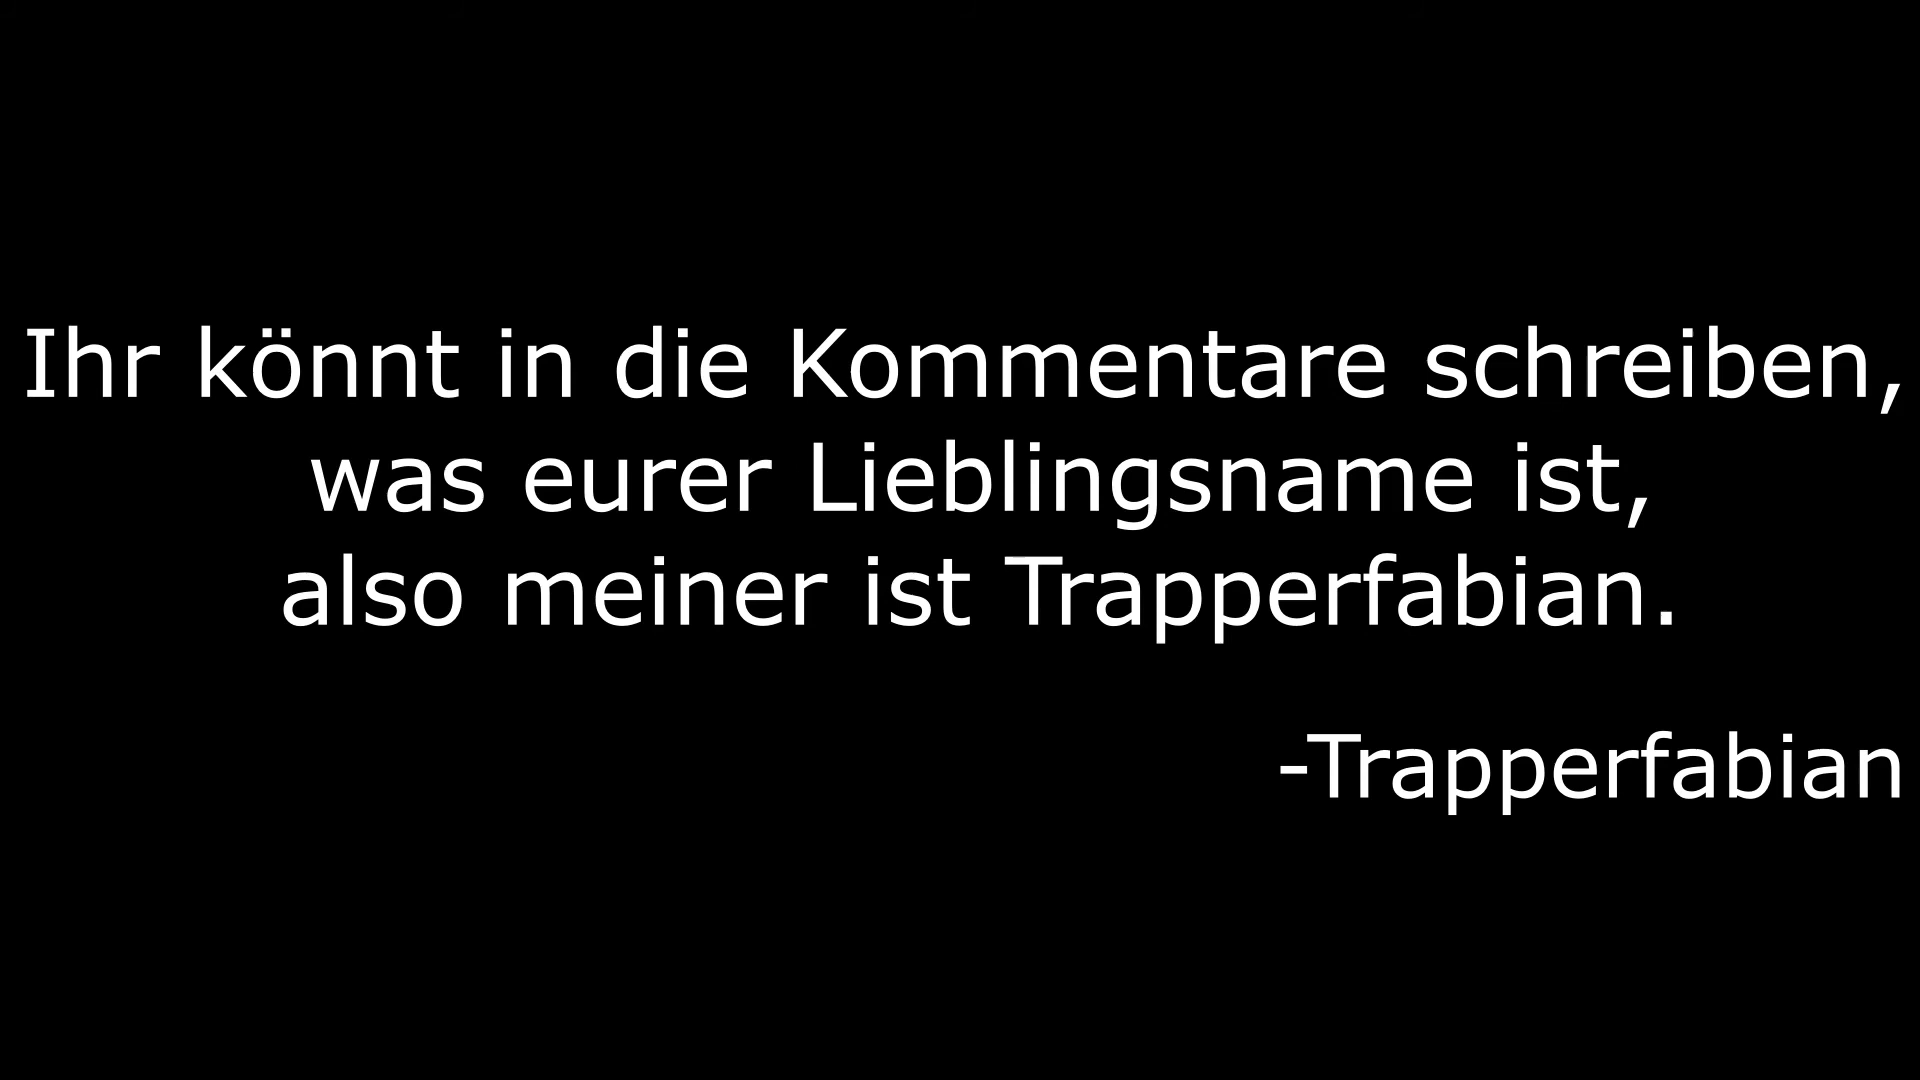 Ihr könnt in die Kommentare schreiben,
was eurer Lieblingsname ist,
also meiner ist Trapperfabian.
-Trapperfabian